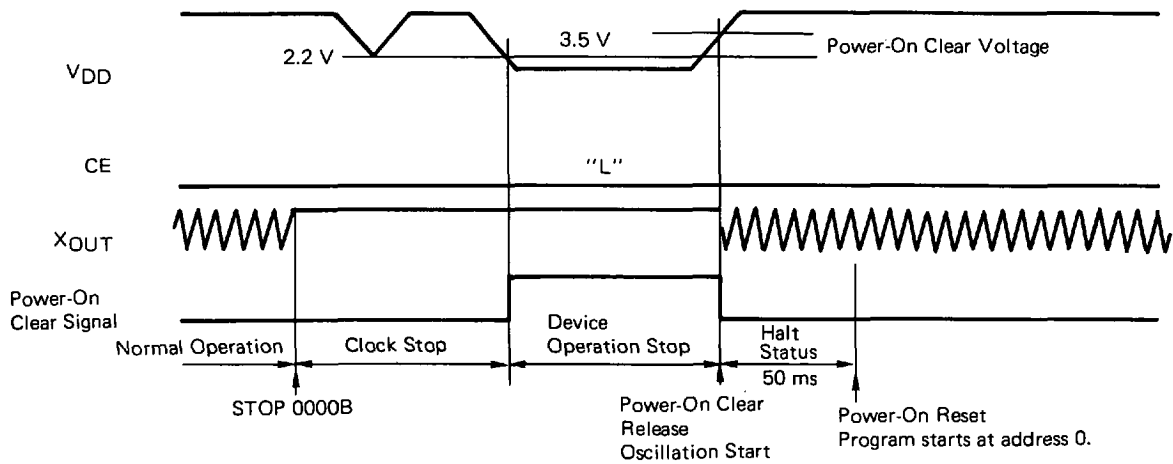 3.5 V
Power-On Clear Voltage
2.2 V
VDD
CE
"L"
XOUT
Power-On
Clear Signal
Normal Operation
Clock Stop
Device
Operation Stop
Halt
Status
50 ms
STOP 0000B
Power-On Clear
Release
Oscillation Start
Power-On Reset
Program starts at address 0.